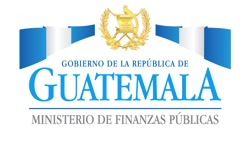 GOBIERNO DE LA REPÚBLICA DE
GUATEMALA
MINISTERIO DE FINANZAS PÚBLICAS